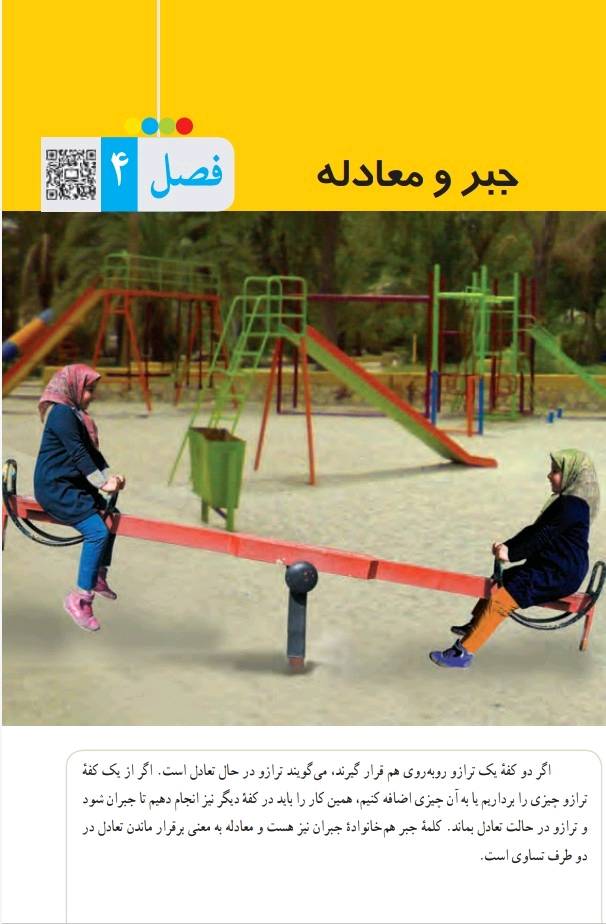 فصل ۴
جبر و معادله
اگر دو کفهٔ یک ترازو روبه‌روی هم قرار گیرند، می‌گویند ترازو در حال تعادل است. اگر از یک کفهٔ
ترازو چیزی را برداریم یا به آن چیزی اضافه کنیم، همین کار را باید در کفهٔ دیگر نیز انجام دهیم تا جبران شود
و ترازو در حالت تعادل بماند. کلمهٔ جبر هم‌خانوادهٔ جبران نیز هست و معادله به معنی برقرار ماندن تعادل در
دو طرف تساوی است.